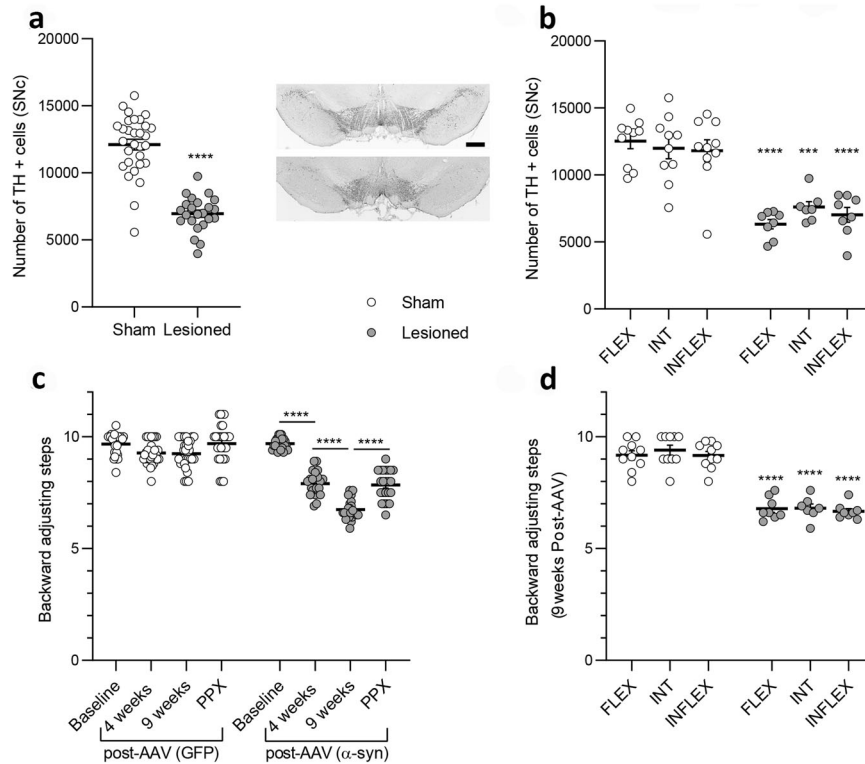 a
Number of TH + cells (SNc)
20000
15000
10000
5000
0
****
Sham
Lesioned
Sham
Lesioned
b
Number of TH + cells (SNc)
20000
15000
10000
5000
0
****
***
****
FLEX
INT
INFLEX
FLEX
INT
INFLEX
c
Backward adjusting steps
10
5
0
****
****
****
Baseline
4 weeks
9 weeks
PPX
Baseline
4 weeks
9 weeks
PPX
post-AAV (GFP)
post-AAV (α-syn)
d
Backward adjusting steps
(9weeks Post-AAV)
10
5
0
****
****
****
FLEX
INT
INFLEX
FLEX
INT
INFLEX